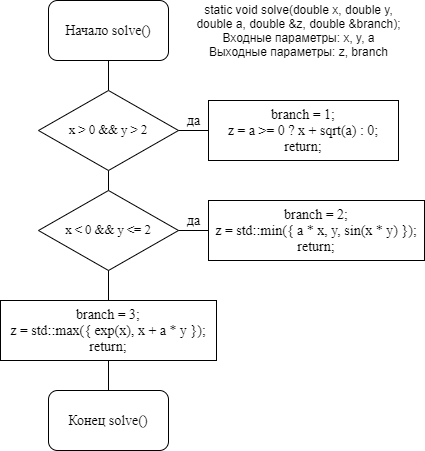 Начало solve()
static void solve(double x, double y,
double a, double &z, double &branch);
Входные параметры: x, y, a
Выходные параметры: z, branch
x > 0 && y > 2
да
branch = 1;
z = a >= 0 ? x + sqrt(a) : 0;
return;
x < 0 && y <= 2
да
branch = 2;
z = std::min({ a * x, y, sin(x * y) });
return;
branch = 3;
z = std::max({ exp(x), x + a * y });
return;
Конец solve()